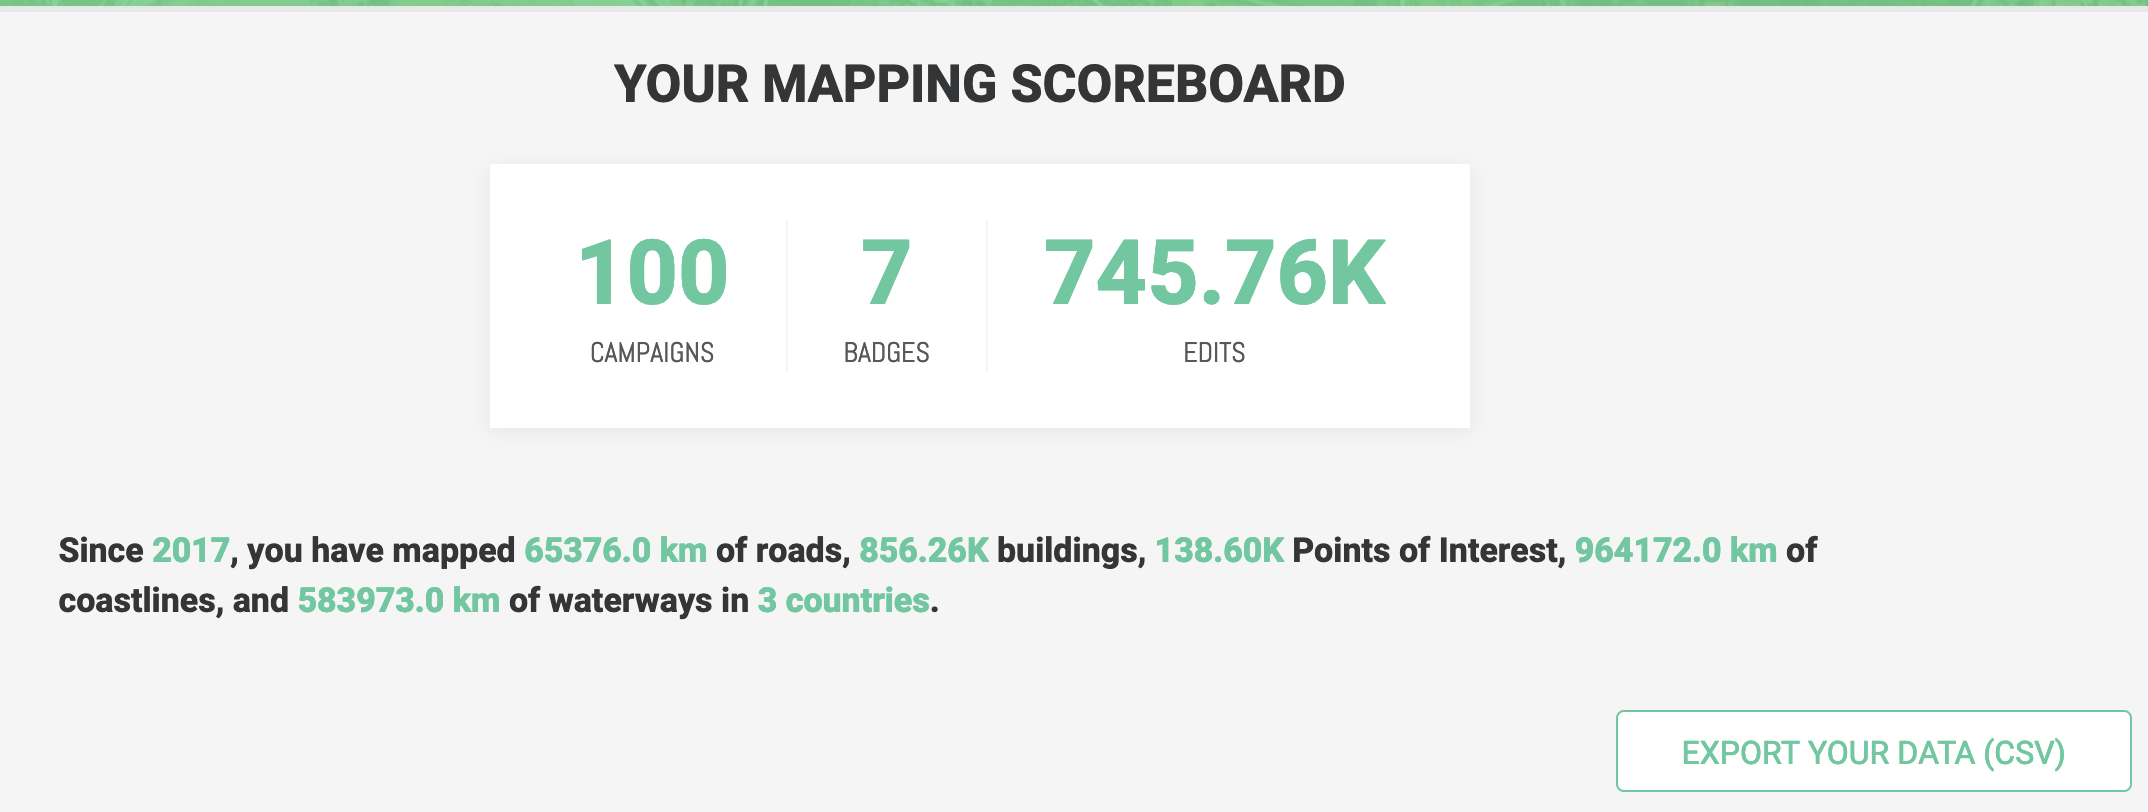 YOUR MAPPING SCOREBOARD
100
CAMPAIGNS
7
BADGES
745.76K
EDITS
Since 2017, you have mapped 65376.0 km of roads, 856.26K buildings, 138.60K Points of Interest, 964172.0 km of
coastlines, and 583973.0 km of waterways in 3 countries.
EXPORT YOUR DATA (CSV)